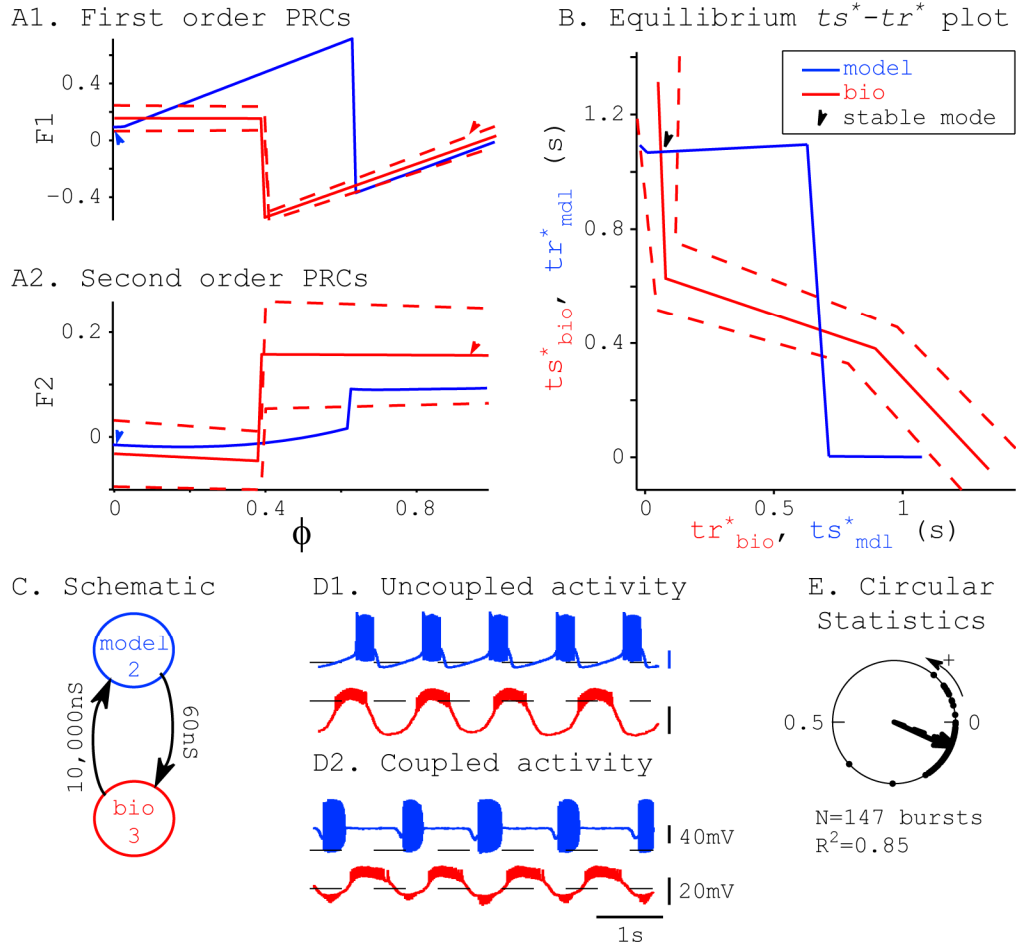 A1. First order PRCs
F1
0.4
0
-0.4
A2. Second order PRCs
F2
0.2
0
0 0.4 0.8
ϕ
B. Equilibrium ts*-tr* plot
model
bio
stable mode
ts*bio, tr*mdl (s)
1.2
0.8
0.4
0
0 0.5 1
tr*bio, ts*mdl (s)
C. Schematic
model
2
10,000nS
60nS
bio
3
D1. Uncoupled activity
D2. Coupled activity
40mV
20mV
1s
E. Circular
Statistics
+
0.5
0
N=147 bursts
R²=0.85